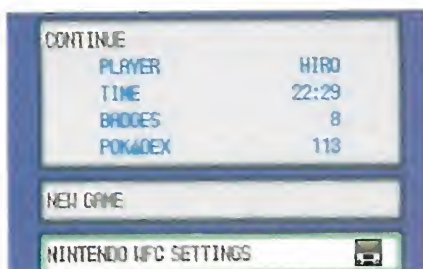 CONTINUE
PLAYER HIRO
TIME 22:29
BADGES 8
POKéDEX 113
NEW GAME
NINTENDO WFC SETTINGS